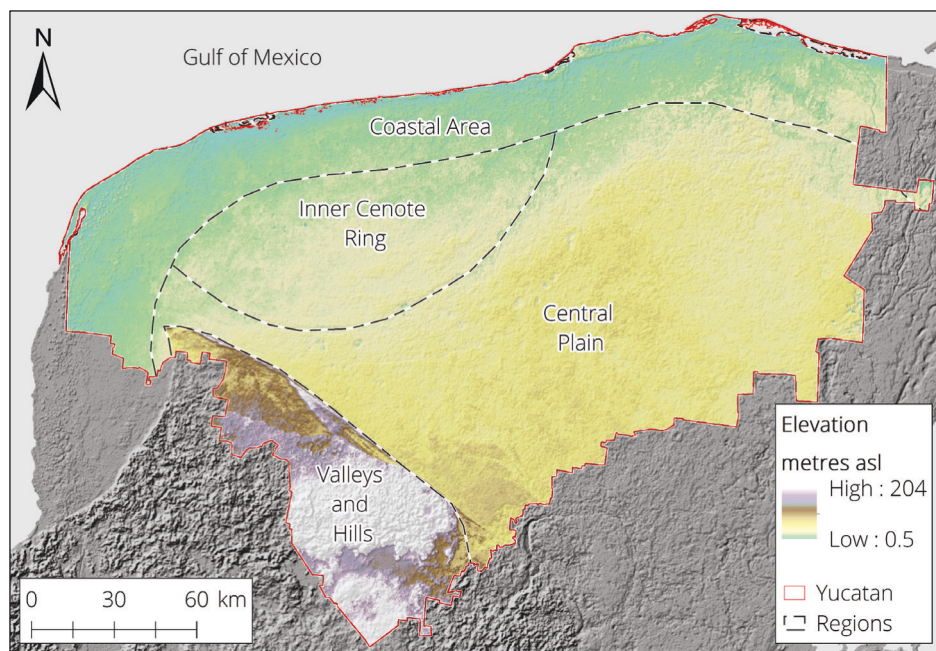 N
Gulf of Mexico
Coastal Area
Inner Cenote
Ring
Central
Plain
Valleys
and
Hills
Elevation
metres asl
High : 204
Low : 0.5
Yucatan
Regions
0 30 60 km